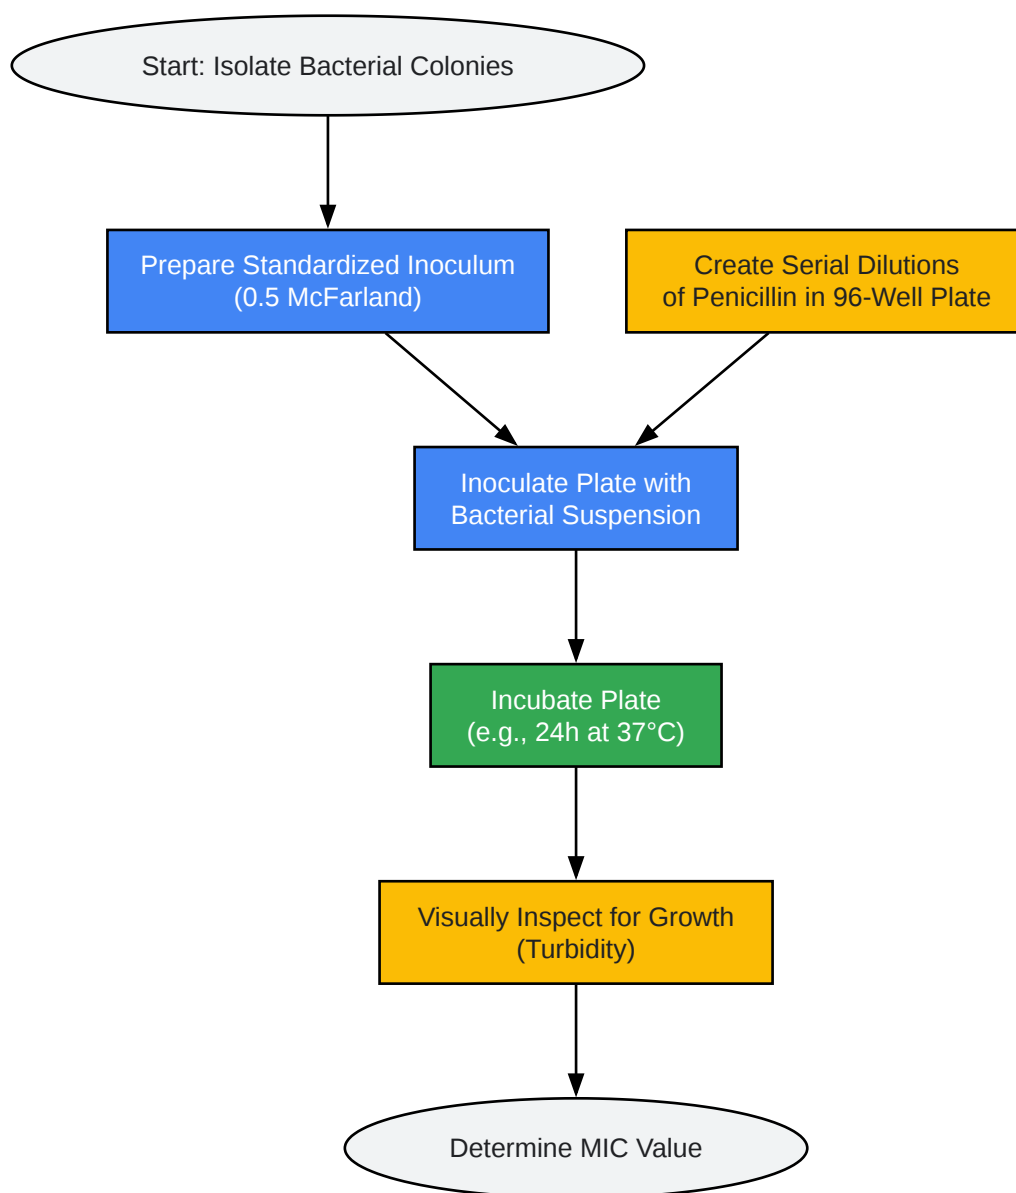 Start: Isolate Bacterial Colonies
Prepare Standardized Inoculum
(0.5 McFarland)
Create Serial Dilutions
of Penicillin in 96-Well Plate
Inoculate Plate with
Bacterial Suspension
Incubate Plate
(e.g., 24h at 37°C)
Visually Inspect for Growth
(Turbidity)
Determine MIC Value